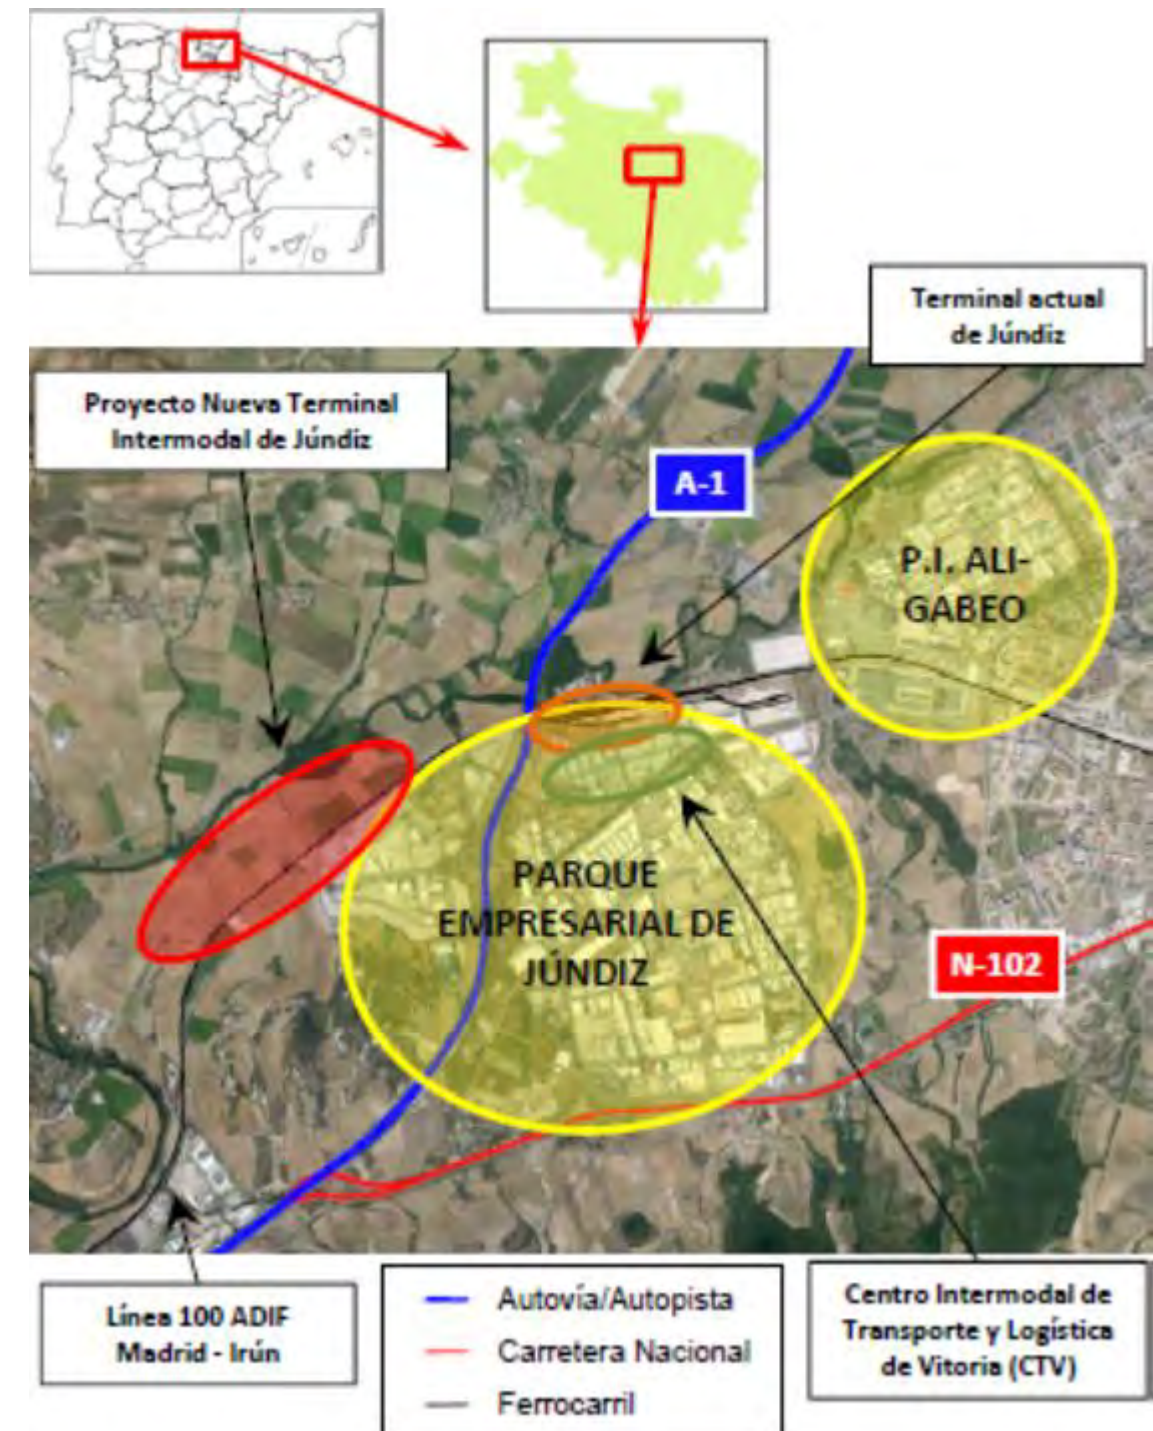 Terminal actual
de Júndiz
Proyecto Nueva Terminal
Intermodal de Júndiz
A-1
P.I. ALI-
GABEO
PARQUE
EMPRESARIAL DE
JÚNDIZ
N-102
Línea 100 ADIF
Madrid - Irún
Autovía/Autopista
Carretera Nacional
Ferrocarril
Centro Intermodal de
Transporte y Logística
de Vitoria (CTV)